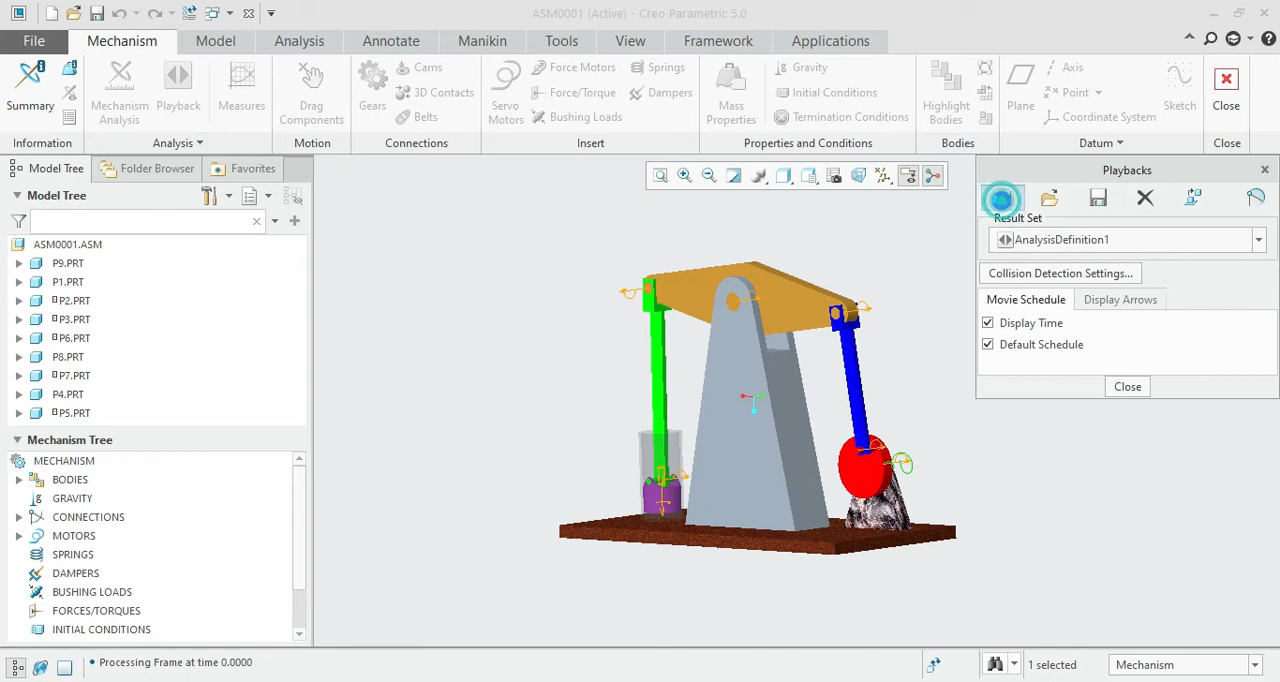 ASM0001 (Active) - Creo Parametric 5.0
File Mechanism Model Analysis Annotate Manikin Tools View Framework Applications
Summary
Mechanism Analysis
Playback
Measures
Drag Components
Gears
Cams
3D Contacts
Belts
Servo Motors
Force Motors
Force/Torque
Bushing Loads
Springs
Dampers
Mass Properties
Gravity
Initial Conditions
Termination Conditions
Highlight Bodies
Plane
Axis
Point
Coordinate System
Sketch
Close
Information Analysis Motion Connections Insert Properties and Conditions Bodies Datum Close
Model Tree Folder Browser Favorites
Model Tree
ASM0001.ASM
P9.PRT
P1.PRT
P2.PRT
P3.PRT
P6.PRT
P8.PRT
P7.PRT
P4.PRT
P5.PRT
Mechanism Tree
MECHANISM
BODIES
GRAVITY
CONNECTIONS
MOTORS
SPRINGS
DAMPERS
BUSHING LOADS
FORCES/TORQUES
INITIAL CONDITIONS
Playbacks
Result Set
AnalysisDefinition1
Collision Detection Settings...
Movie Schedule Display Arrows
Display Time
Default Schedule
Close
Processing Frame at time 0.0000
1 selected
Mechanism